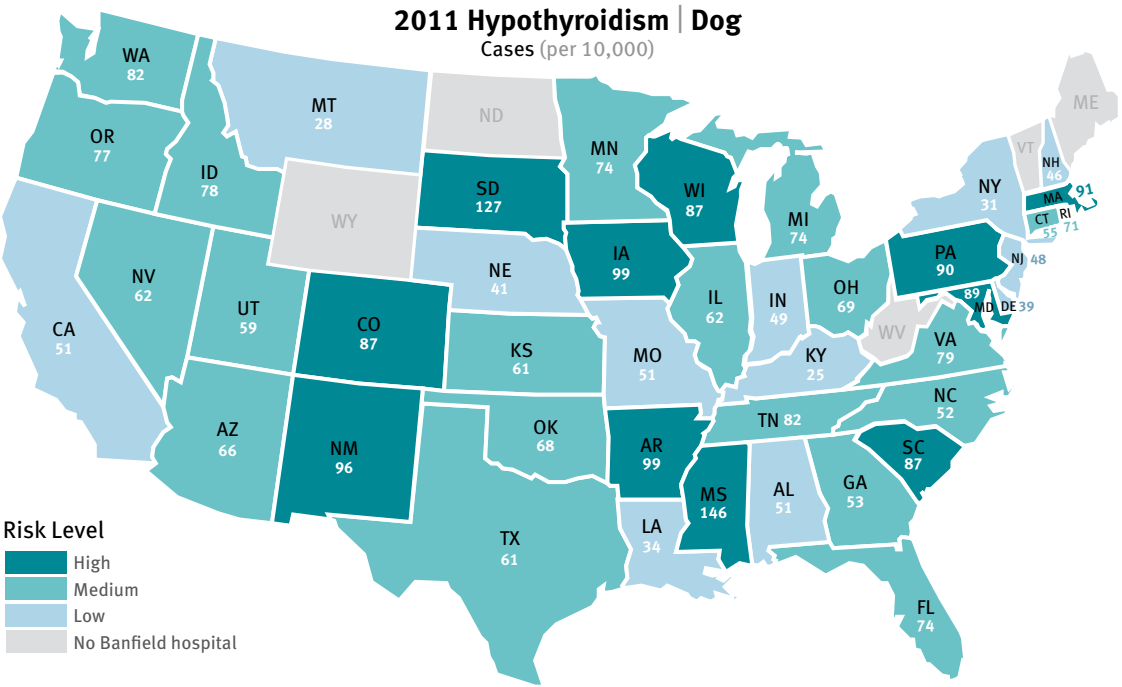 2011 Hypothyroidism | Dog
Cases (per 10,000)
WA
82
OR
77
ID
78
MT
28
ND
MN
74
WI
87
MI
74
SD
127
WY
NE
41
IA
99
NV
62
UT
59
CO
87
CA
51
KS
61
MO
51
IL
62
IN
49
OH
69
KY
25
WV
VA
79
PA
90
NY
31
VT
NH
46
ME
MA 91
CT
55
RI
71
NJ 48
DE 39
89
MD
NC
52
TN 82
SC
87
GA
53
AL
51
MS
146
AR
99
LA
34
OK
68
TX
61
NM
96
AZ
66
FL
74
Risk Level
High
Medium
Low
No Banfield hospital